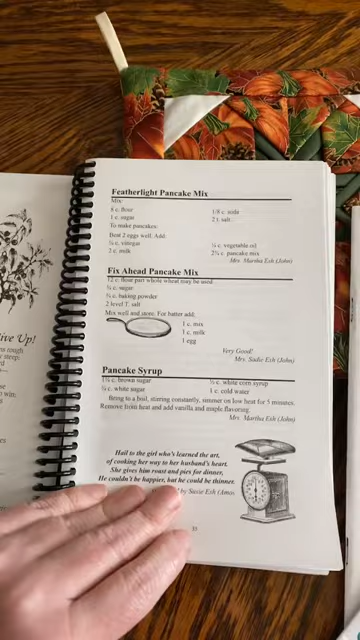 ive Up!
Featherlight Pancake Mix
Mix:
8 c. flour
1/8 c. soda
1 c. sugar
2 t. salt
To make pancakes:
Beat 2 eggs well. Add:
¼ c. vinegar
¼ c. vegetable oil
2 c. milk
2¼ c. pancake mix
Mrs. Marsha Esh (John)
Fix Ahead Pancake Mix
12 c. flour part whole wheat may be used
¾ c. sugar
¾ c. baking powder
2 level T. salt
Mix well and store. For batter add:
1 c. mix
1 c. milk
1 egg
Very Good!
Mrs. Sadie Esh (John)
Pancake Syrup
1¼ c. brown sugar
⅓ c. white corn syrup
¾ c. white sugar
1 c. cold water
Bring to a boil, stirring constantly, simmer on low heat for 5 minutes.
Remove from heat and add vanilla and maple flavoring.
Mrs. Martha Esh (John)
Hail to the girl who's learned the art,
of cooking her way to her husband's heart.
She gives him roast and pies for dinner,
He couldn't be happier, but he could be thinner.
by Susie Esh (Amos